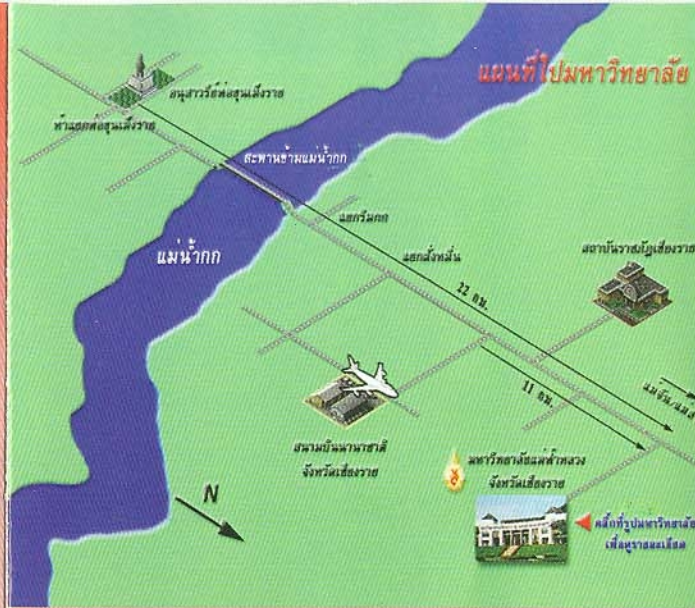 แผนที่ไปมหาวิทยาลัย
อนุสาวรีย์พ่อขุนเม็งราย
ห้าแยกพ่อขุนเม็งราย
สะพานข้ามแม่น้ำกก
แยกริมกก
แม่น้ำกก
แยกฝั่งหมิ่น
สถาบันราชภัฏเชียงราย
22 กม.
11 กม.
แม่จัน/แม่ส
สนามบินนานาชาติ
จังหวัดเชียงราย
มหาวิทยาลัยแม่ฟ้าหลวง
จังหวัดเชียงราย
N
คลิ๊กที่รูปมหาวิทยาลัย
เพื่อดูรายละเอียด